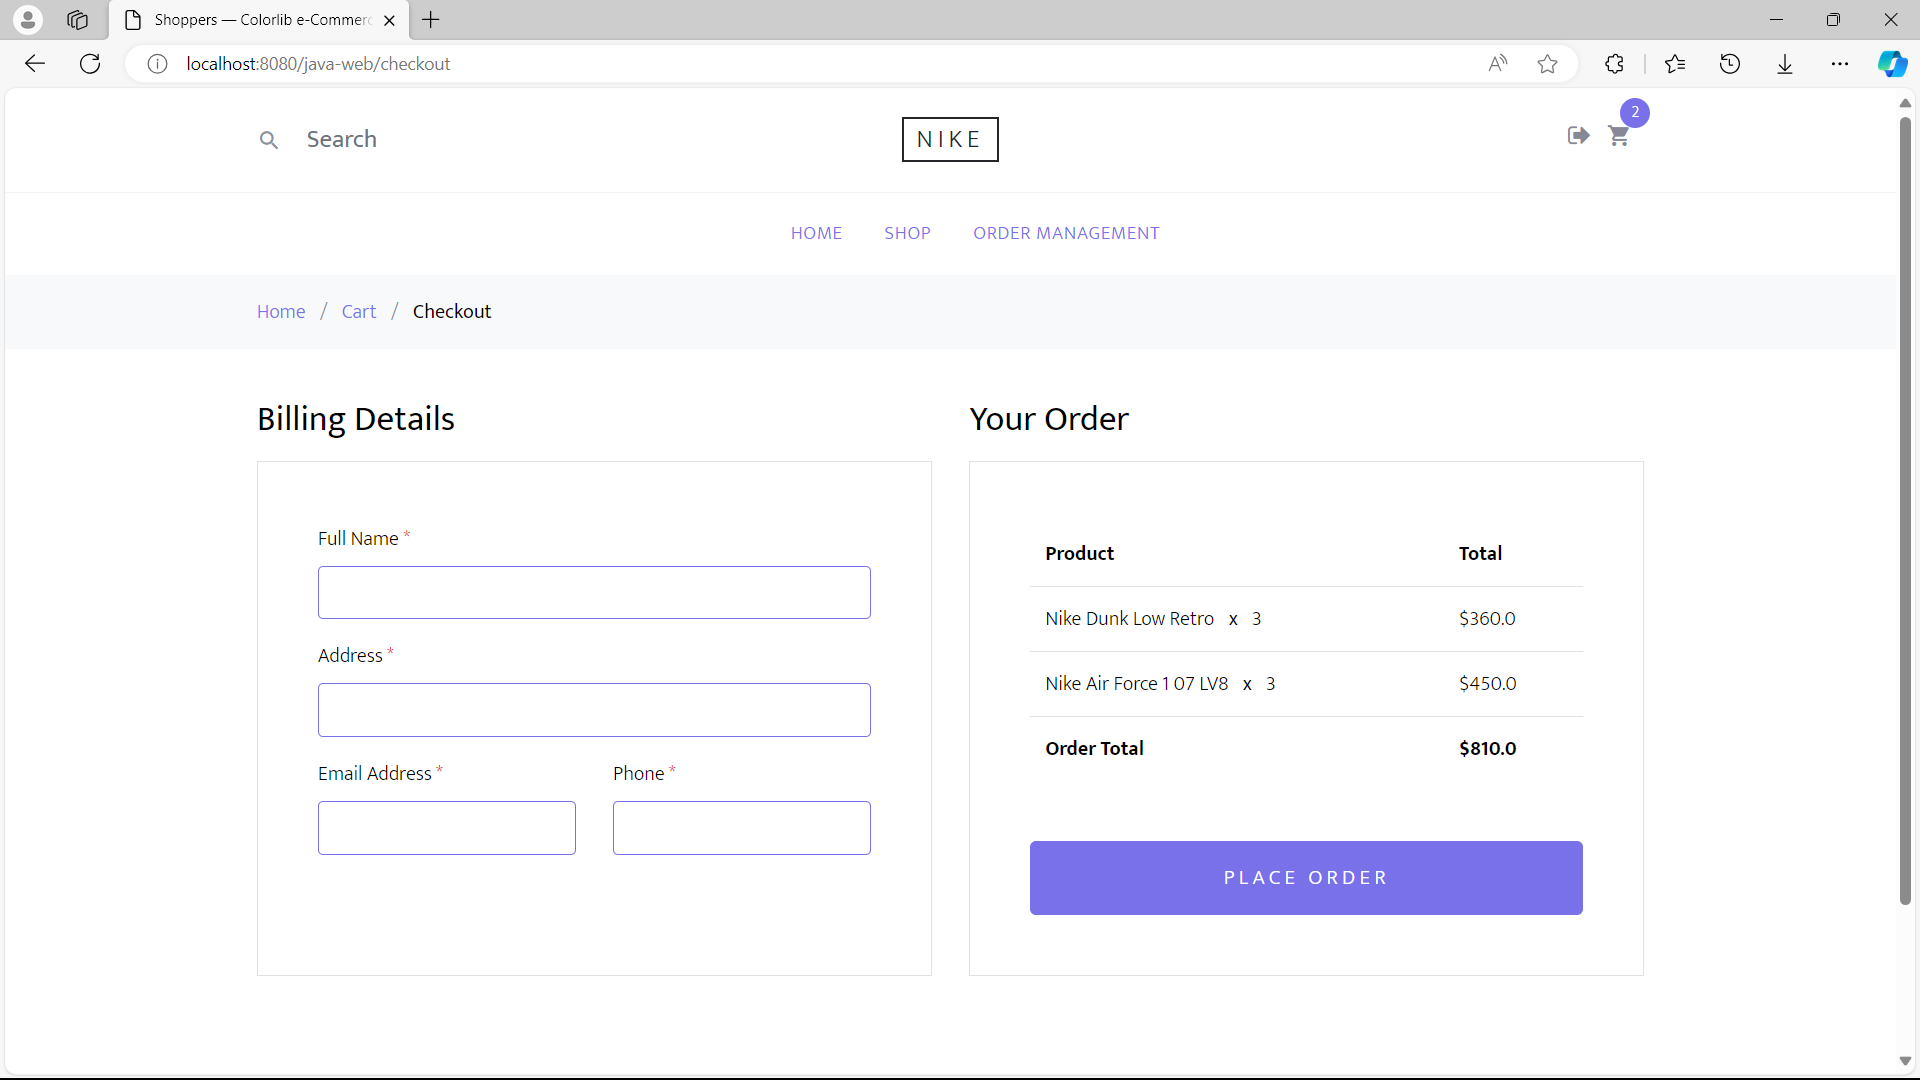 Shoppers — Colorlib e-Commerc
localhost:8080/java-web/checkout
Search
NIKE
2
HOME SHOP ORDER MANAGEMENT
Home / Cart / Checkout
Billing Details
Full Name *
Address *
Email Address * Phone *
Your Order
Product Total
Nike Dunk Low Retro x 3 $360.0
Nike Air Force 1 07 LV8 x 3 $450.0
Order Total $810.0
PLACE ORDER